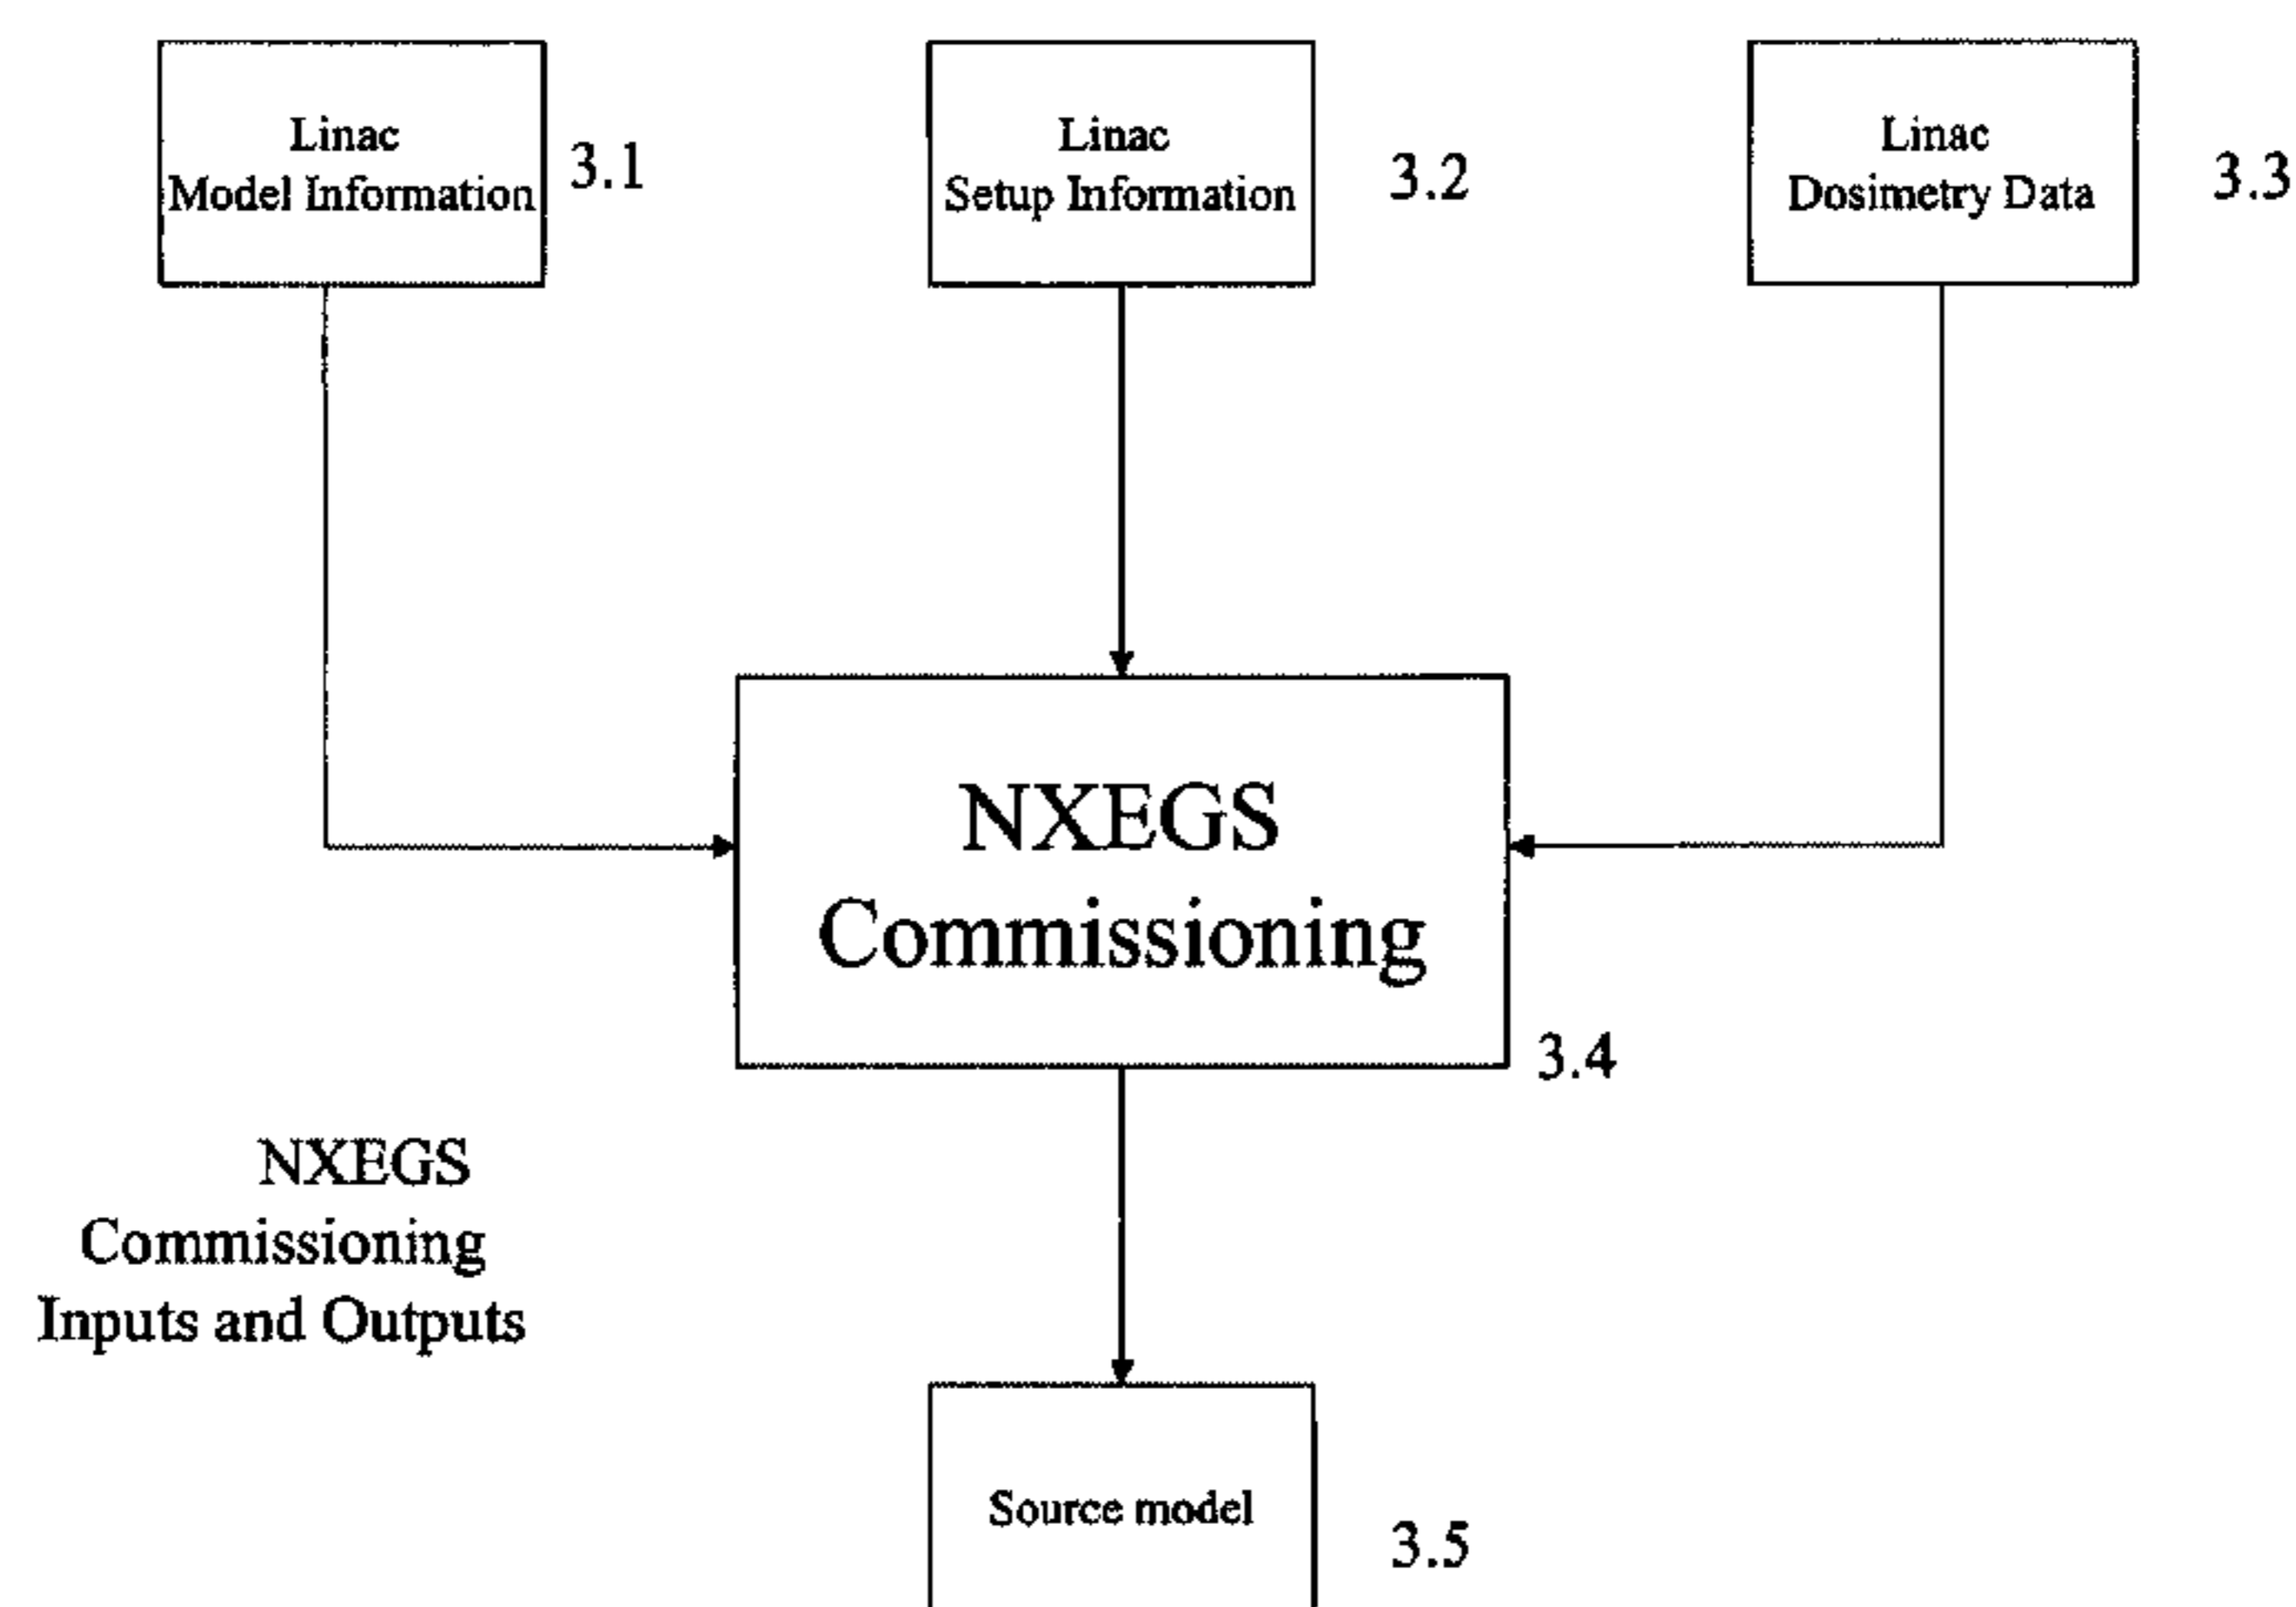 Linac
Model Information
3.1
Linac
Setup Information
3.2
Linac
Dosimetry Data
3.3
NXEGS
Commissioning
3.4
NXEGS
Commissioning
Inputs and Outputs
Source model
3.5